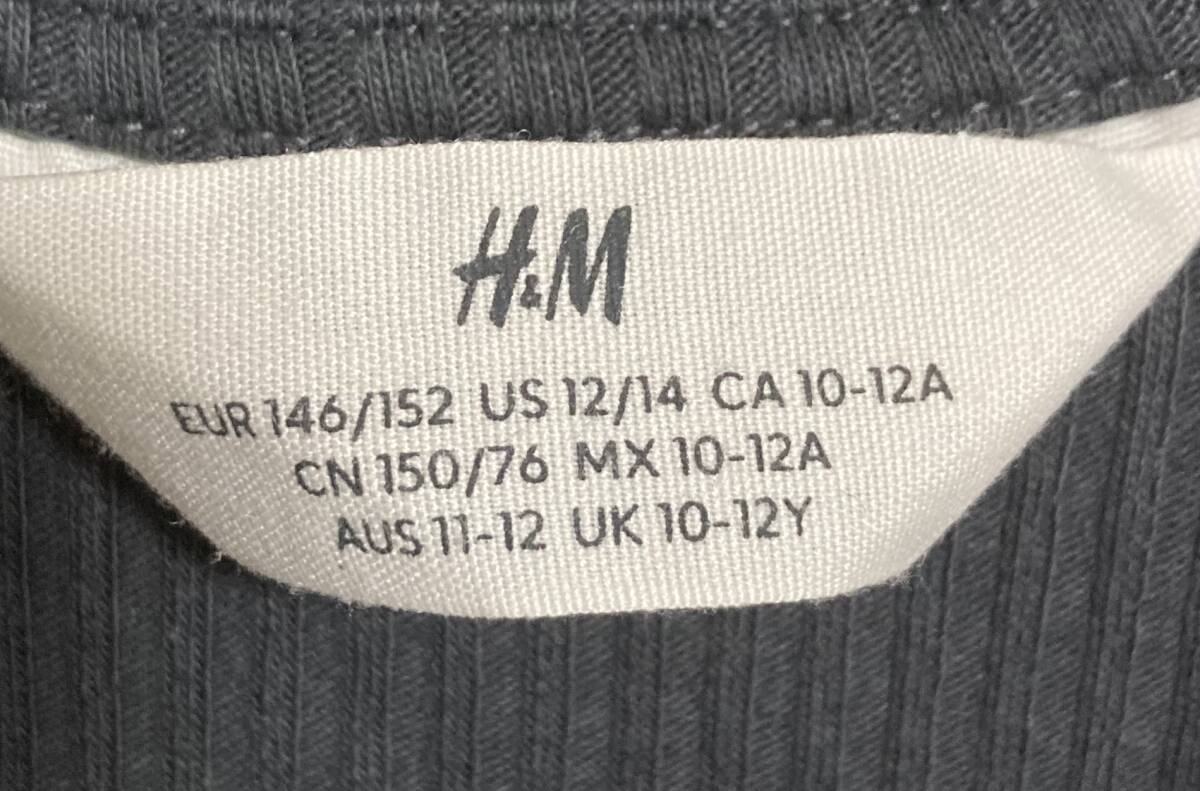 H&M
EUR 146/152 US 12/14 CA 10-12A
CN 150/76 MX 10-12A
AUS 11-12 UK 10-12Y